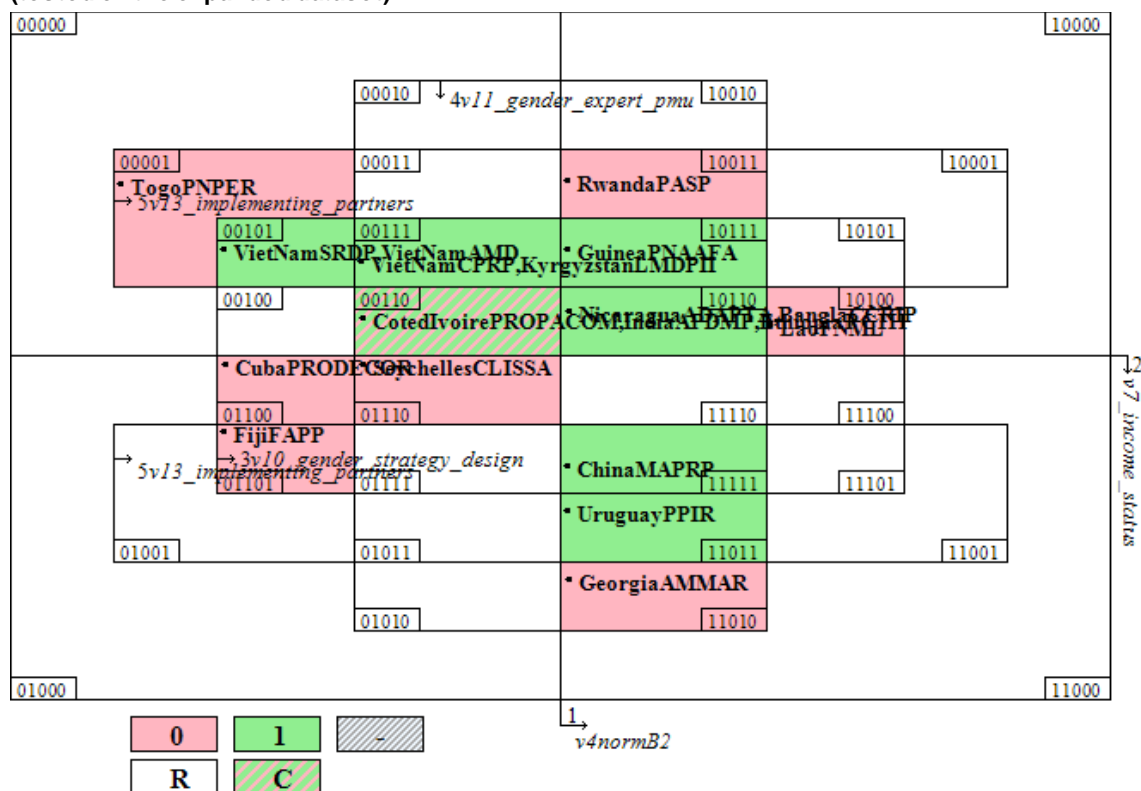 00000 10000
00010 4v11_gender_expert_pmu 10010
00001 00011 10011 10001
TogoPNPER RwandaPASP
5v13_implementing_partners
00101 00111 10111 10101
VietNamSRDP,VietNamAMD GuineaPNAAFA
VietNamCPRP,KyrgyzstanLMDPII
00100 00110 10110 10100
CotedIvoirePROPACOM,IndiaAPDMP,
CubaPRODECOR SeychellesCLISSA 2
01100 01110 11110 11100
v7_income_status
FijiFAPP
3v10_gender_strategy_design
5v13_implementing_partners ChinaMAPRP
01101 01111 11111 11101
UruguayPPIR
01001 01011 11011 11001
GeorgiaAMMAR
01010 11010
01000 11000
1
v4normB2
0 1 -
R C